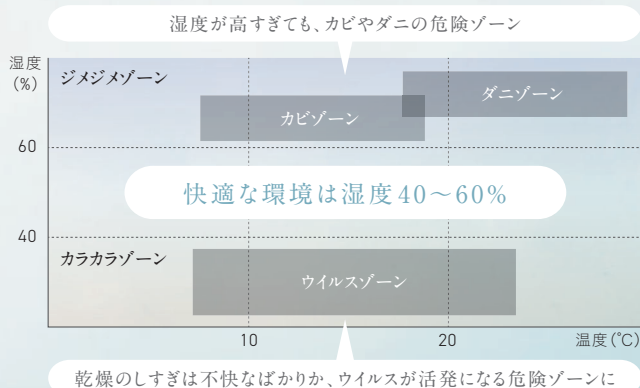 湿度が高すぎても、カビやダニの危険ゾーン
湿度
(%)
ジメジメゾーン
ダニゾーン
カビゾーン
60
快適な環境は湿度40〜60%
40
カラカラゾーン
ウイルスゾーン
10
20
温度(℃)
乾燥のしすぎは不快なばかりか、ウイルスが活発になる危険ゾーンに